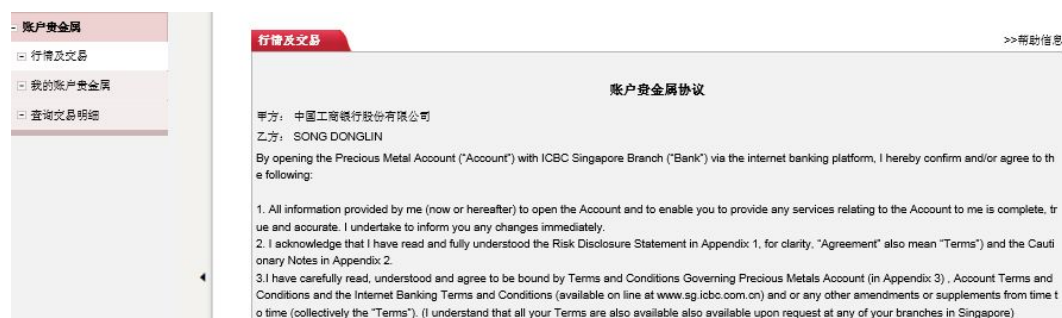 账户贵金属
行情及交易
我的账户贵金属
查询交易明细
行情及交易
>>帮助信息
账户贵金属协议
甲方： 中国工商银行股份有限公司
乙方： SONG DONGLIN
By opening the Precious Metal Account ("Account") with ICBC Singapore Branch ("Bank") via the internet banking platform, I hereby confirm and/or agree to th
e following:
1. All information provided by me (now or hereafter) to open the Account and to enable you to provide any services relating to the Account to me is complete, tr
ue and accurate. I undertake to inform you any changes immediately.
2. I acknowledge that I have read and fully understood the Risk Disclosure Statement in Appendix 1, for clarity, "Agreement" also mean "Terms") and the Cauti
onary Notes in Appendix 2.
3.I have carefully read, understood and agree to be bound by Terms and Conditions Governing Precious Metals Account (in Appendix 3) , Account Terms and
Conditions and the Internet Banking Terms and Conditions (available on line at www.sg.icbc.com.cn) and or any other amendments or supplements from time t
o time (collectively the "Terms"). (I understand that all your Terms are also available also available upon request at any of your branches in Singapore)